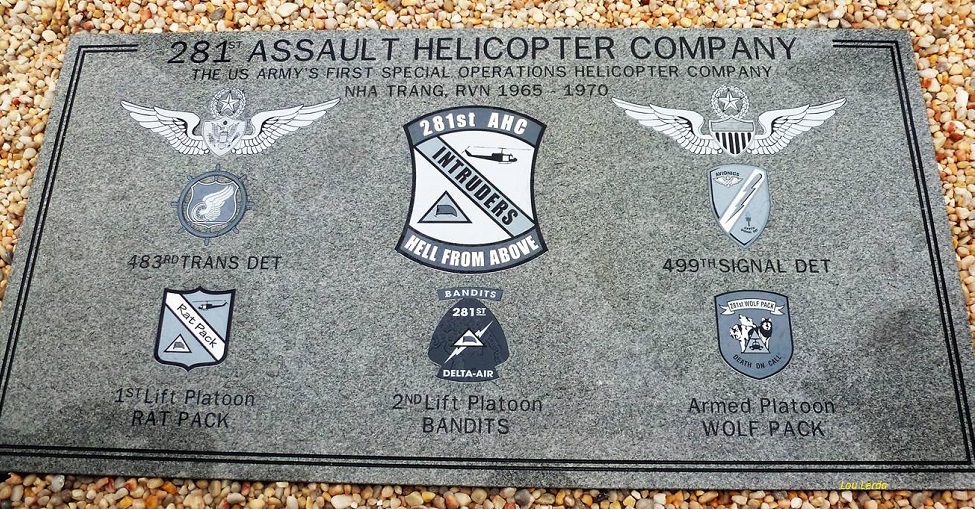 281ST ASSAULT HELICOPTER COMPANY
THE US ARMY'S FIRST SPECIAL OPERATIONS HELICOPTER COMPANY
NHA TRANG, RVN 1965 - 1970
281st AHC
INTRUDERS
HELL FROM ABOVE
AVIONICS
483RD TRANS DET
499TH SIGNAL DET
Rat Pack
BANDITS
281ST
DELTA-AIR
281st WOLF PACK
DEATH ON CALL
1ST Lift Platoon
RAT PACK
2ND Lift Platoon
BANDITS
Armed Platoon
WOLF PACK
Lou Lerda